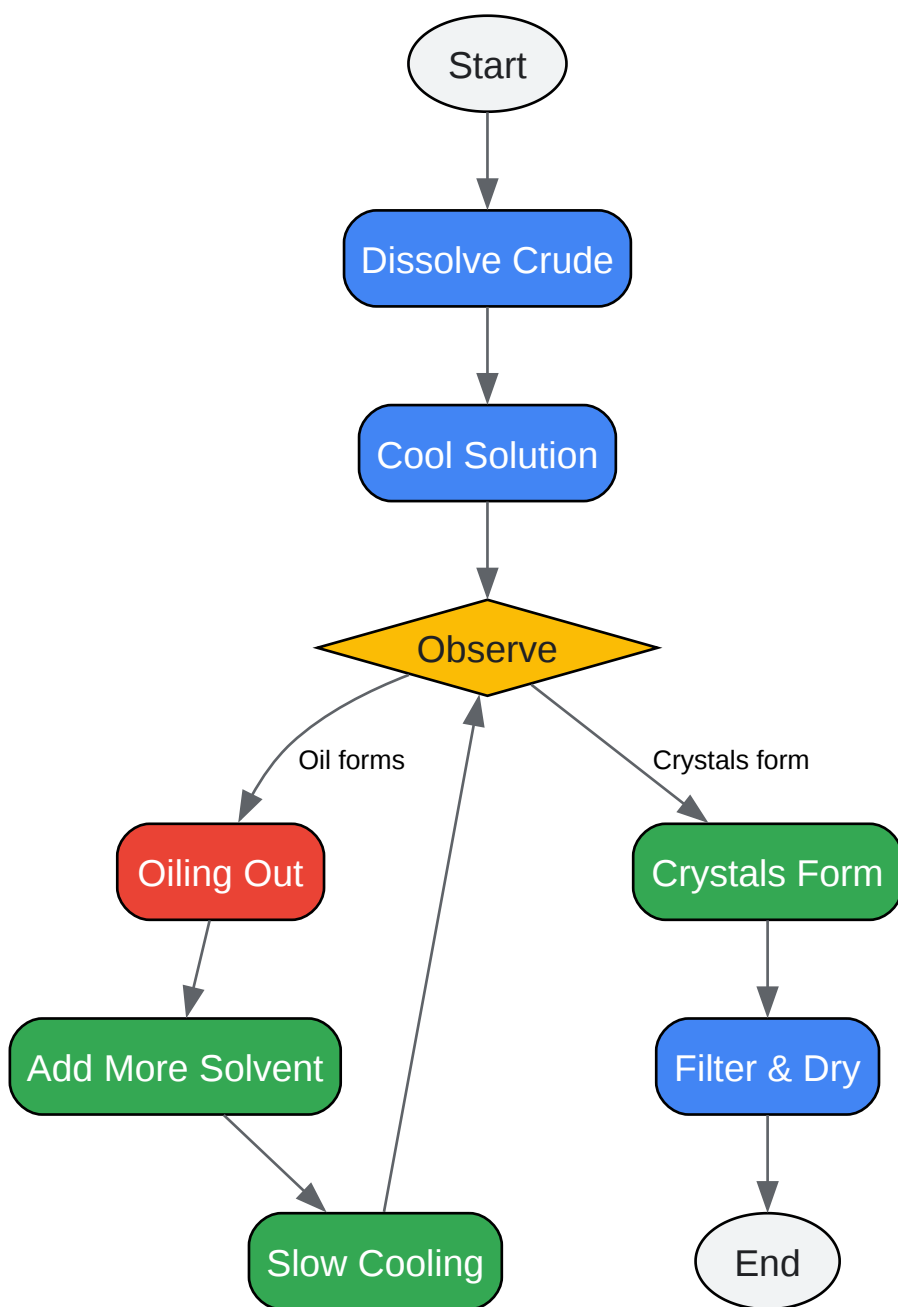 Start
Dissolve Crude
Cool Solution
Observe
Oil forms
Crystals form
Oiling Out
Crystals Form
Add More Solvent
Filter & Dry
Slow Cooling
End